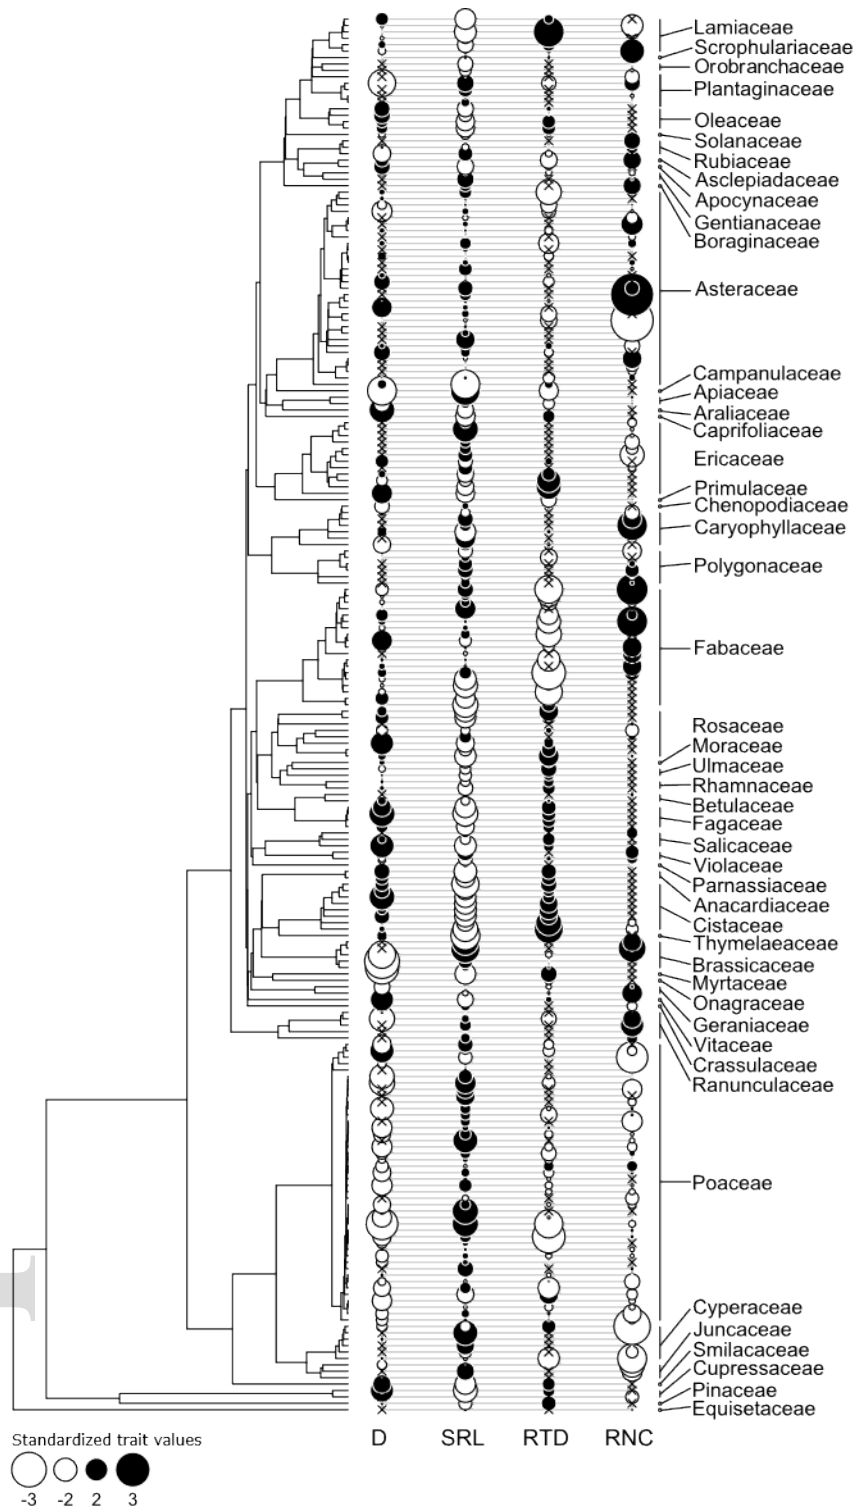 Lamiaceae
Scrophulariaceae
Orobranchaceae
Plantaginaceae
Oleaceae
Solanaceae
Rubiaceae
Asclepiadaceae
Apocynaceae
Gentianaceae
Boraginaceae
Asteraceae
Campanulaceae
Apiaceae
Araliaceae
Caprifoliaceae
Ericaceae
Primulaceae
Chenopodiaceae
Caryophyllaceae
Polygonaceae
Fabaceae
Rosaceae
Moraceae
Ulmaceae
Rhamnaceae
Betulaceae
Fagaceae
Salicaceae
Violaceae
Parnassiaceae
Anacardiaceae
Cistaceae
Thymelaeaceae
Brassicaceae
Myrtaceae
Onagraceae
Geraniaceae
Vitaceae
Crassulaceae
Ranunculaceae
Poaceae
Cyperaceae
Juncaceae
Smilacaceae
Cupressaceae
Pinaceae
Equisetaceae
D SRL RTD RNC
Standardized trait values
-3 -2 2 3